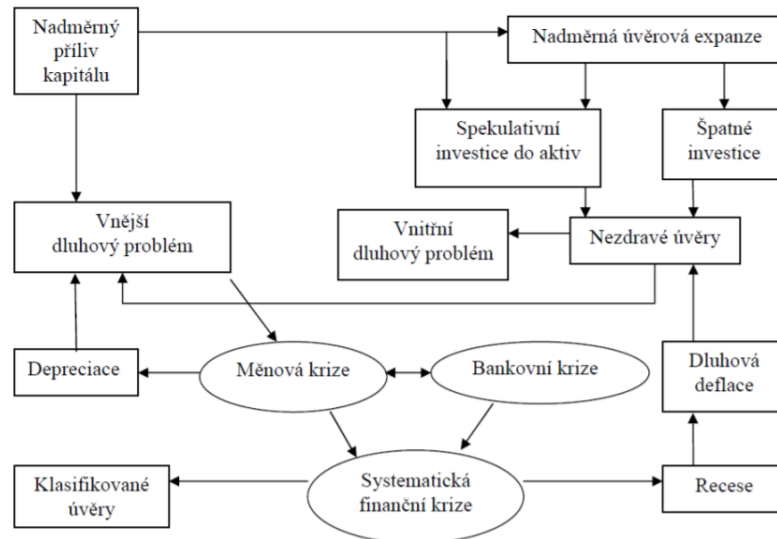 Nadměrný
příliv
kapitálu
Nadměrná úvěrová expanze
Spekulativní
investice do aktiv
Špatné
investice
Vnější
dluhový problém
Vnitřní
dluhový problém
Nezdravé úvěry
Depreciace
Měnová krize
Bankovní krize
Dluhová
deflace
Klasifikované
úvěry
Systematická
finanční krize
Recese